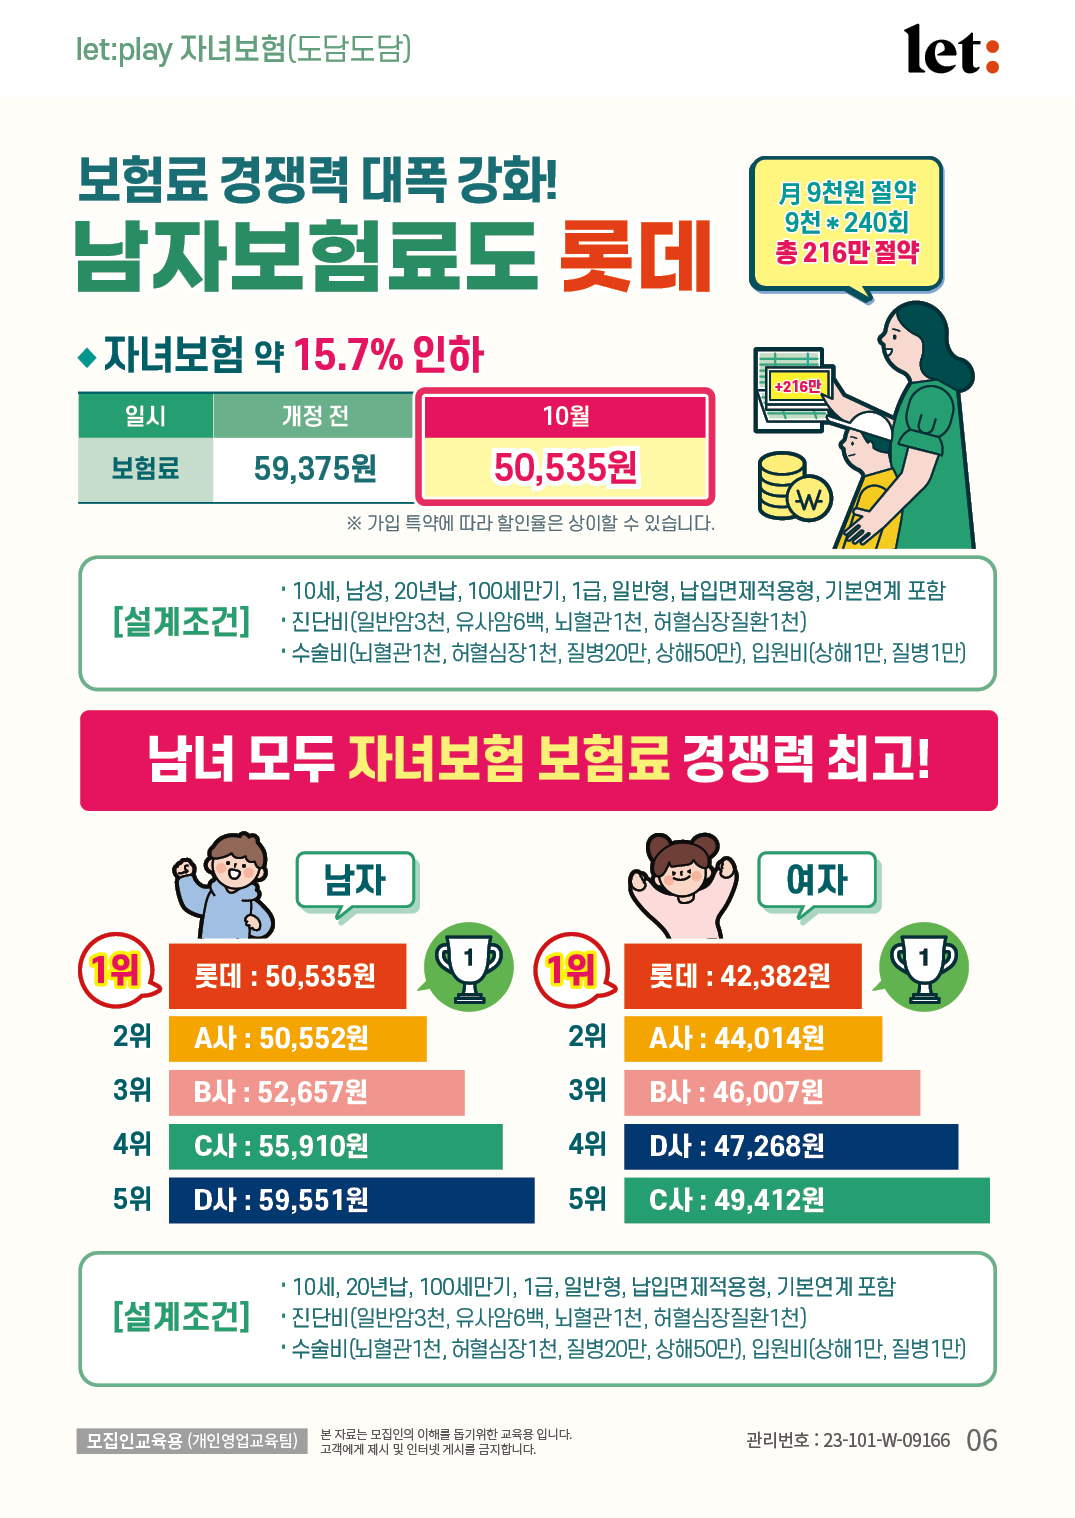 let:play 자녀보험(도담도담)
let:
보험료 경쟁력 대폭 강화!
남자보험료도 롯데
月 9천원 절약
9천 * 240회
총 216만 절약
+216만
◆ 자녀보험 약 15.7% 인하
일시 개정 전 10월
보험료 59,375원 50,535원
※ 가입 특약에 따라 할인율은 상이할 수 있습니다.
[설계조건]
· 10세, 남성, 20년납, 100세만기, 1급, 일반형, 납입면제적용형, 기본연계 포함
· 진단비(일반암3천, 유사암6백, 뇌혈관1천, 허혈심장질환1천)
· 수술비(뇌혈관1천, 허혈심장1천, 질병20만, 상해50만), 입원비(상해1만, 질병1만)
남녀 모두 자녀보험 보험료 경쟁력 최고!
남자
1위 롯데 : 50,535원 1
2위 A사 : 50,552원
3위 B사 : 52,657원
4위 C사 : 55,910원
5위 D사 : 59,551원
여자
1위 롯데 : 42,382원 1
2위 A사 : 44,014원
3위 B사 : 46,007원
4위 D사 : 47,268원
5위 C사 : 49,412원
[설계조건]
· 10세, 20년납, 100세만기, 1급, 일반형, 납입면제적용형, 기본연계 포함
· 진단비(일반암3천, 유사암6백, 뇌혈관1천, 허혈심장질환1천)
· 수술비(뇌혈관1천, 허혈심장1천, 질병20만, 상해50만), 입원비(상해1만, 질병1만)
모집인교육용 (개인영업교육팀)
본 자료는 모집인의 이해를 돕기위한 교육용 입니다.
고객에게 제시 및 인터넷 게시를 금지합니다.
관리번호 : 23-101-W-09166 06